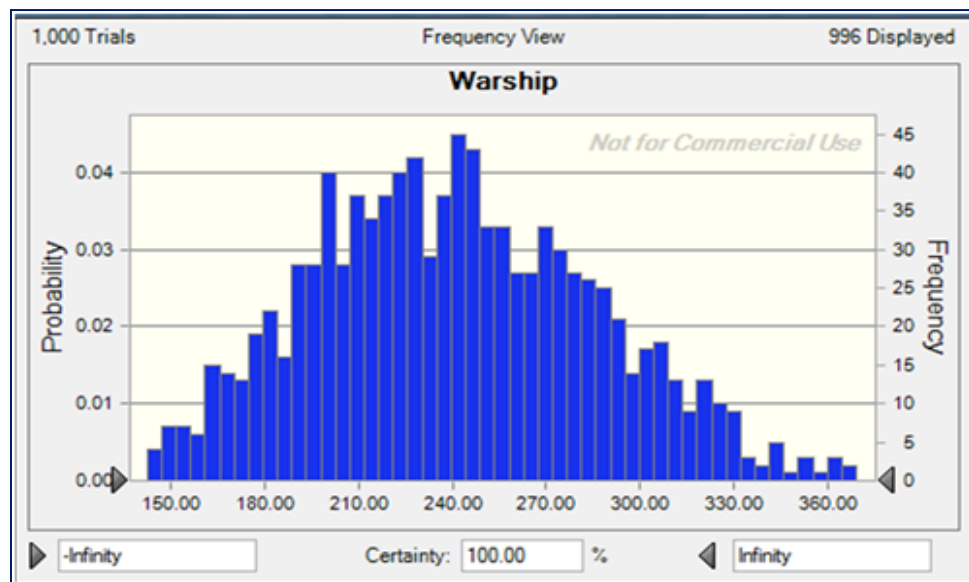 1,000 Trials Frequency View 996 Displayed
Warship
Not for Commercial Use
Probability
0.04
0.03
0.02
0.01
0.00
45
40
35
30
25
20
15
10
5
0
Frequency
150.00 180.00 210.00 240.00 270.00 300.00 330.00 360.00
-Infinity Certainty: 100.00 % Infinity